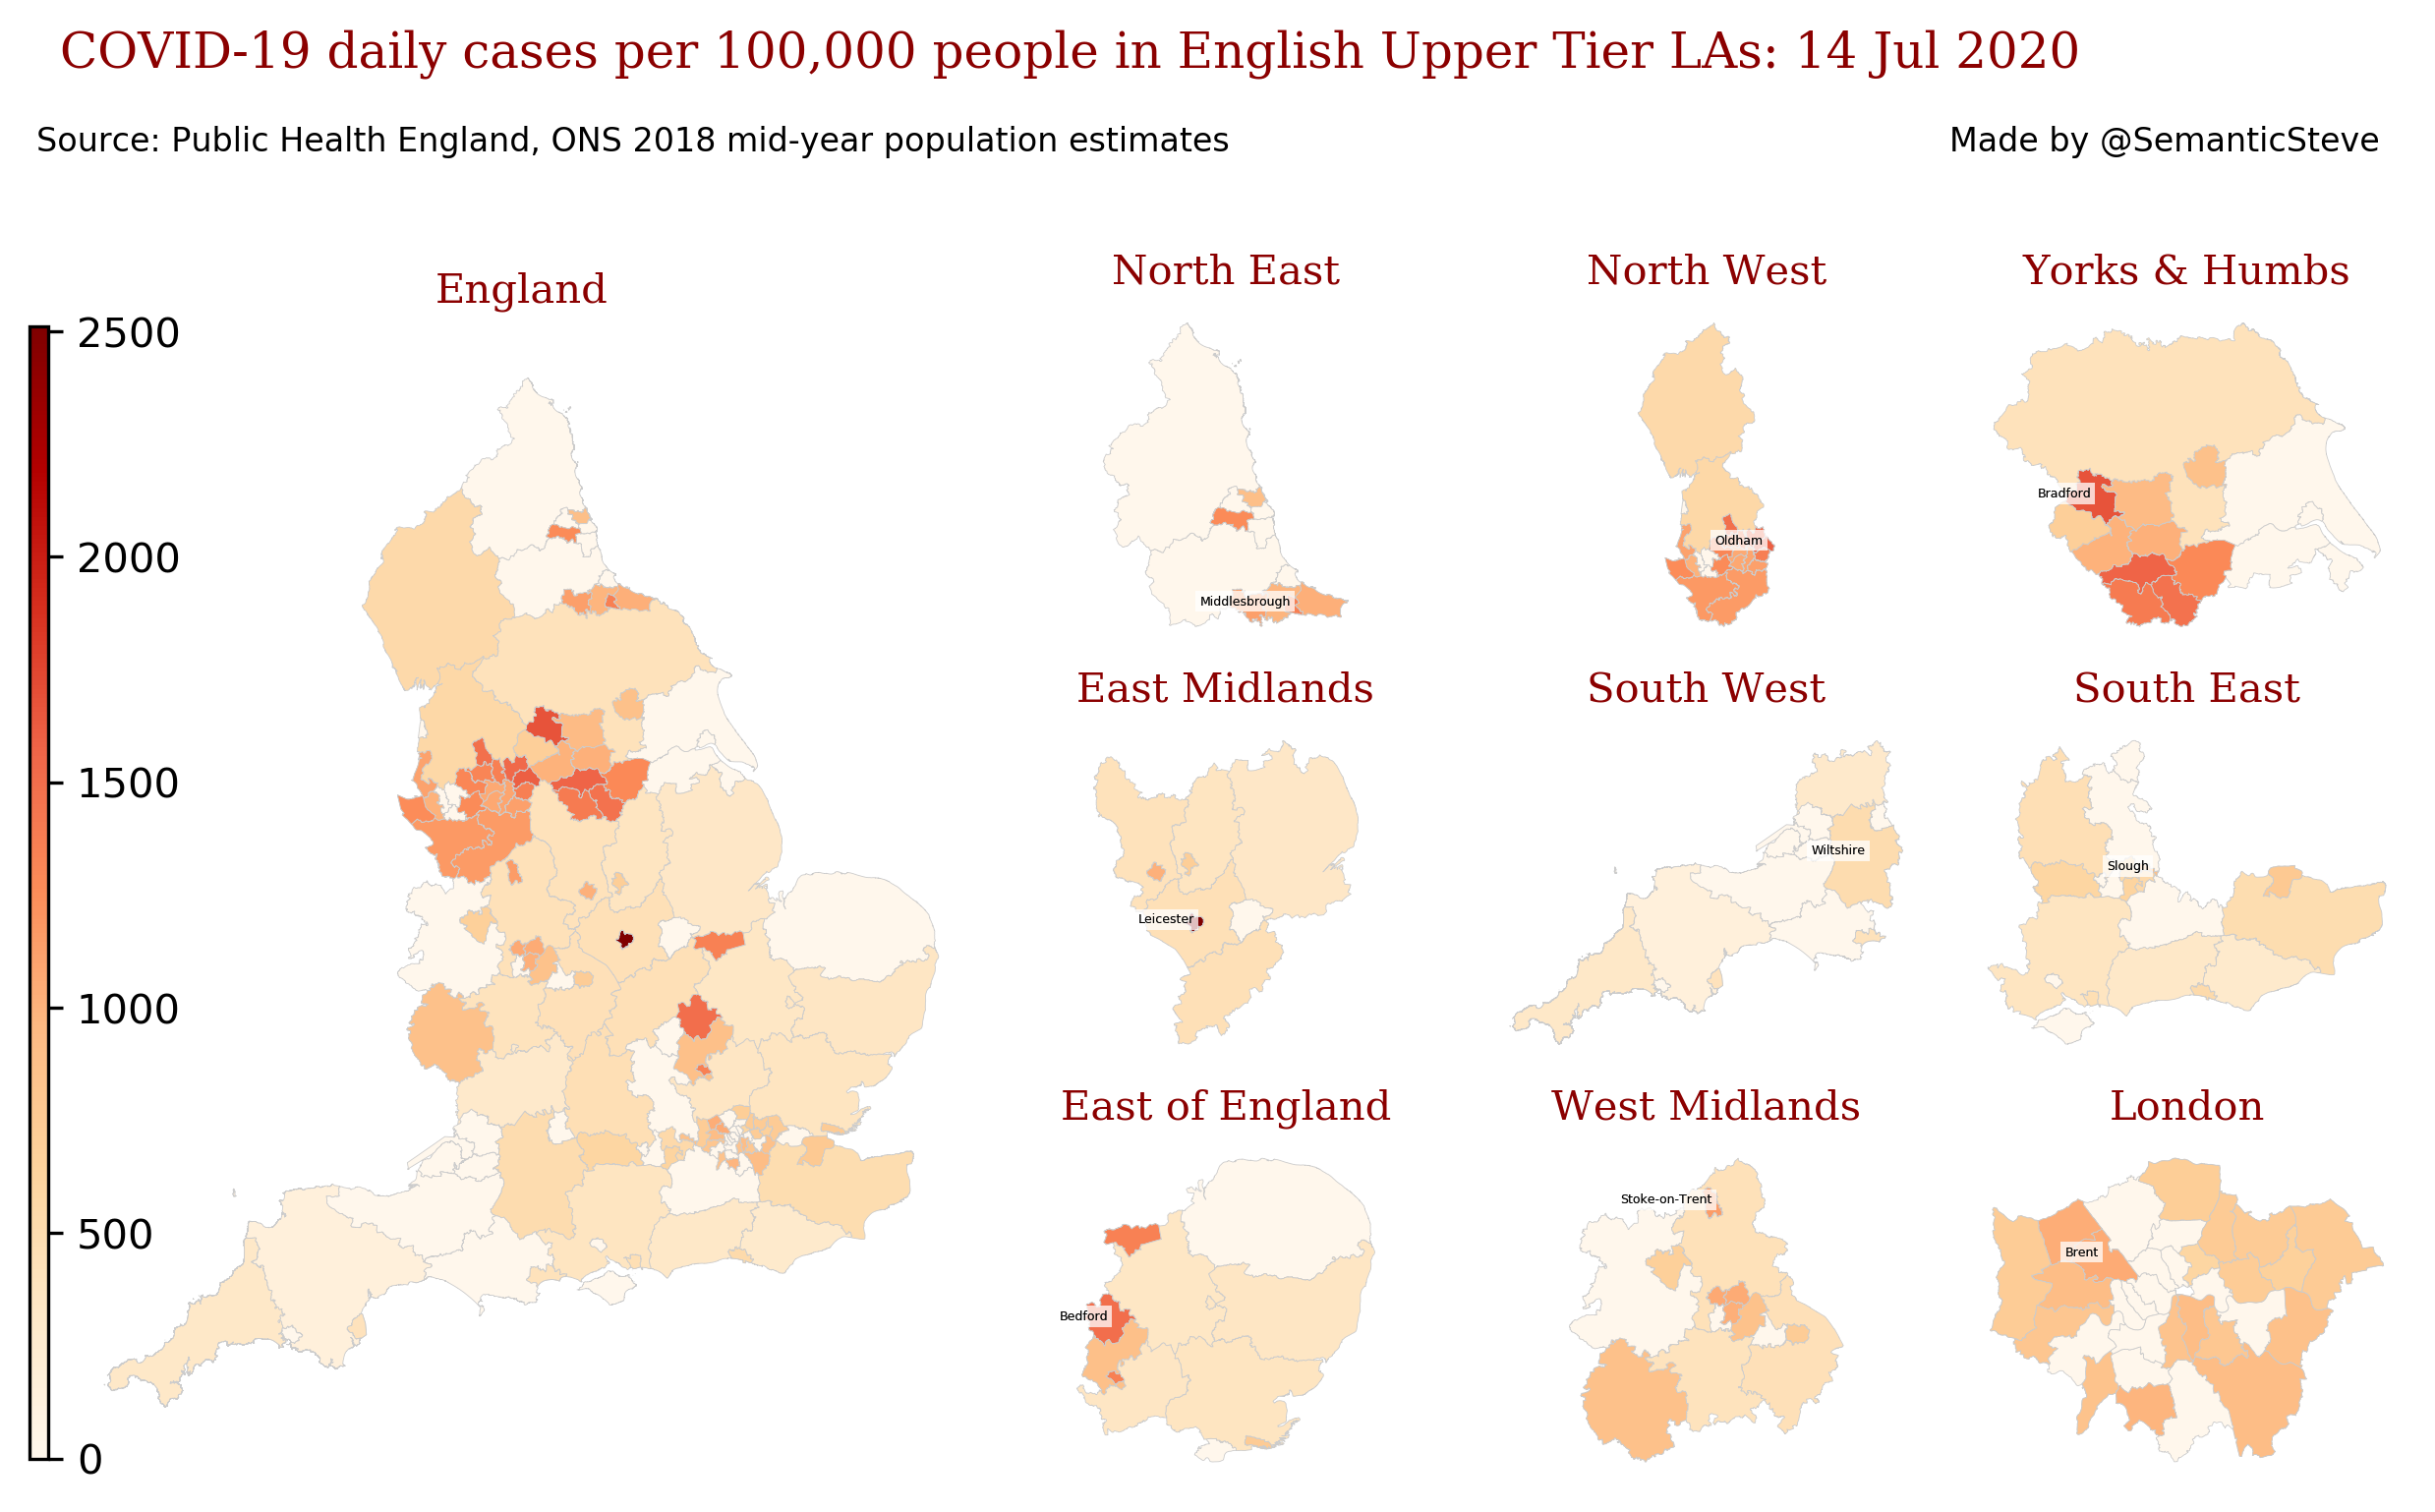 COVID-19 daily cases per 100,000 people in English Upper Tier LAs: 14 Jul 2020
Source: Public Health England, ONS 2018 mid-year population estimates
Made by @SemanticSteve
England
North East
North West
Yorks & Humbs
2500
2000
1500
1000
500
0
Middlesbrough
Oldham
Bradford
East Midlands
South West
South East
Leicester
Wiltshire
Slough
East of England
West Midlands
London
Bedford
Stoke-on-Trent
Brent